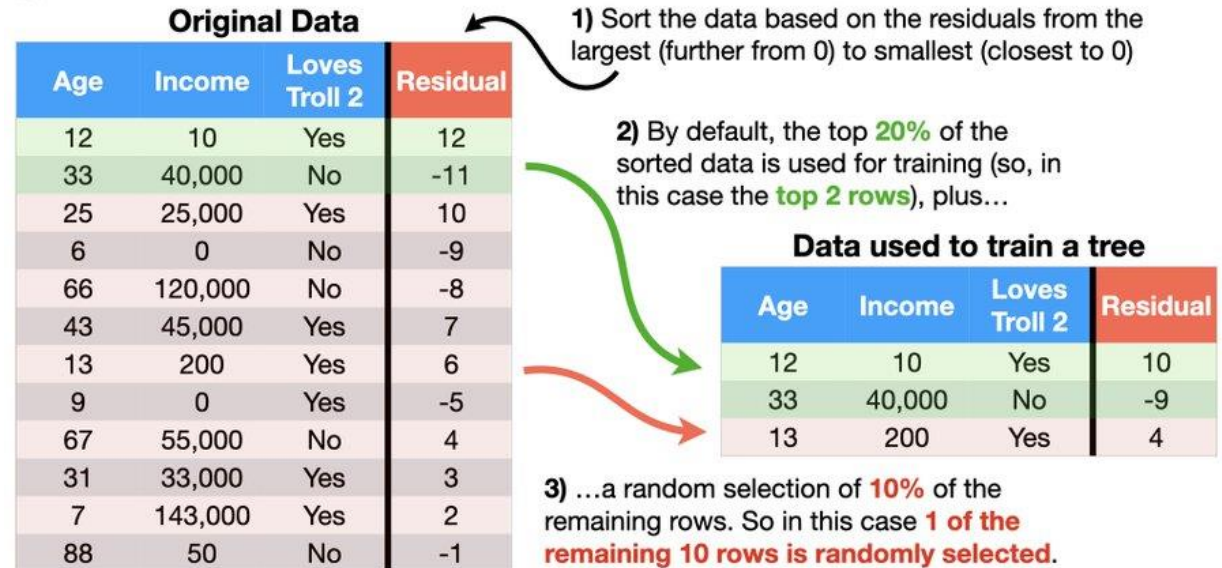 Original Data
Age Income Loves Troll 2 Residual
12 10 Yes 12
33 40,000 No -11
25 25,000 Yes 10
6 0 No -9
66 120,000 No -8
43 45,000 Yes 7
13 200 Yes 6
9 0 Yes -5
67 55,000 No 4
31 33,000 Yes 3
7 143,000 Yes 2
88 50 No -1
1) Sort the data based on the residuals from the
largest (further from 0) to smallest (closest to 0)
2) By default, the top 20% of the
sorted data is used for training (so, in
this case the top 2 rows), plus…
Data used to train a tree
Age Income Loves Troll 2 Residual
12 10 Yes 10
33 40,000 No -9
13 200 Yes 4
3) …a random selection of 10% of the
remaining rows. So in this case 1 of the
remaining 10 rows is randomly selected.